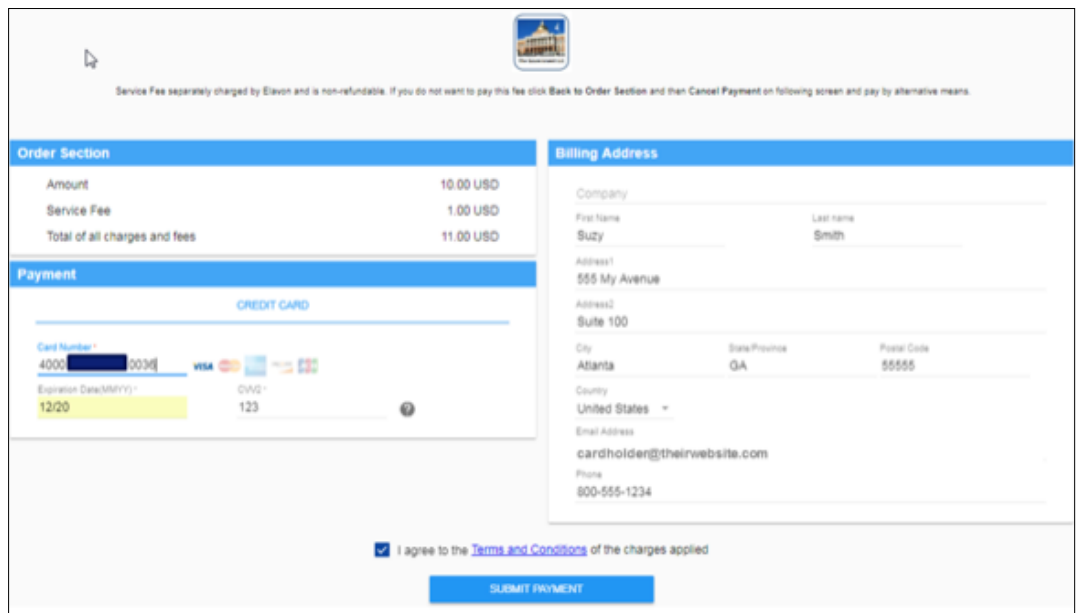 Service Fee separately charged by Elavon and is non-refundable. If you do not want to pay this fee click Back to Order Section and then Cancel Payment on following screen and pay by alternative means.
Order Section
Amount 10.00 USD
Service Fee 1.00 USD
Total of all charges and fees 11.00 USD
Payment
CREDIT CARD
Card Number *
4000 0036
VISA
Expiration Date(MMYY) * CVV2 *
12/20 123
?
Billing Address
Company
First Name Last name
Suzy Smith
Address1
555 My Avenue
Address2
Suite 100
City State/Province Postal Code
Atlanta GA 55555
Country
United States
Email Address
cardholder@theirwebsite.com
Phone
800-555-1234
I agree to the Terms and Conditions of the charges applied
SUBMIT PAYMENT